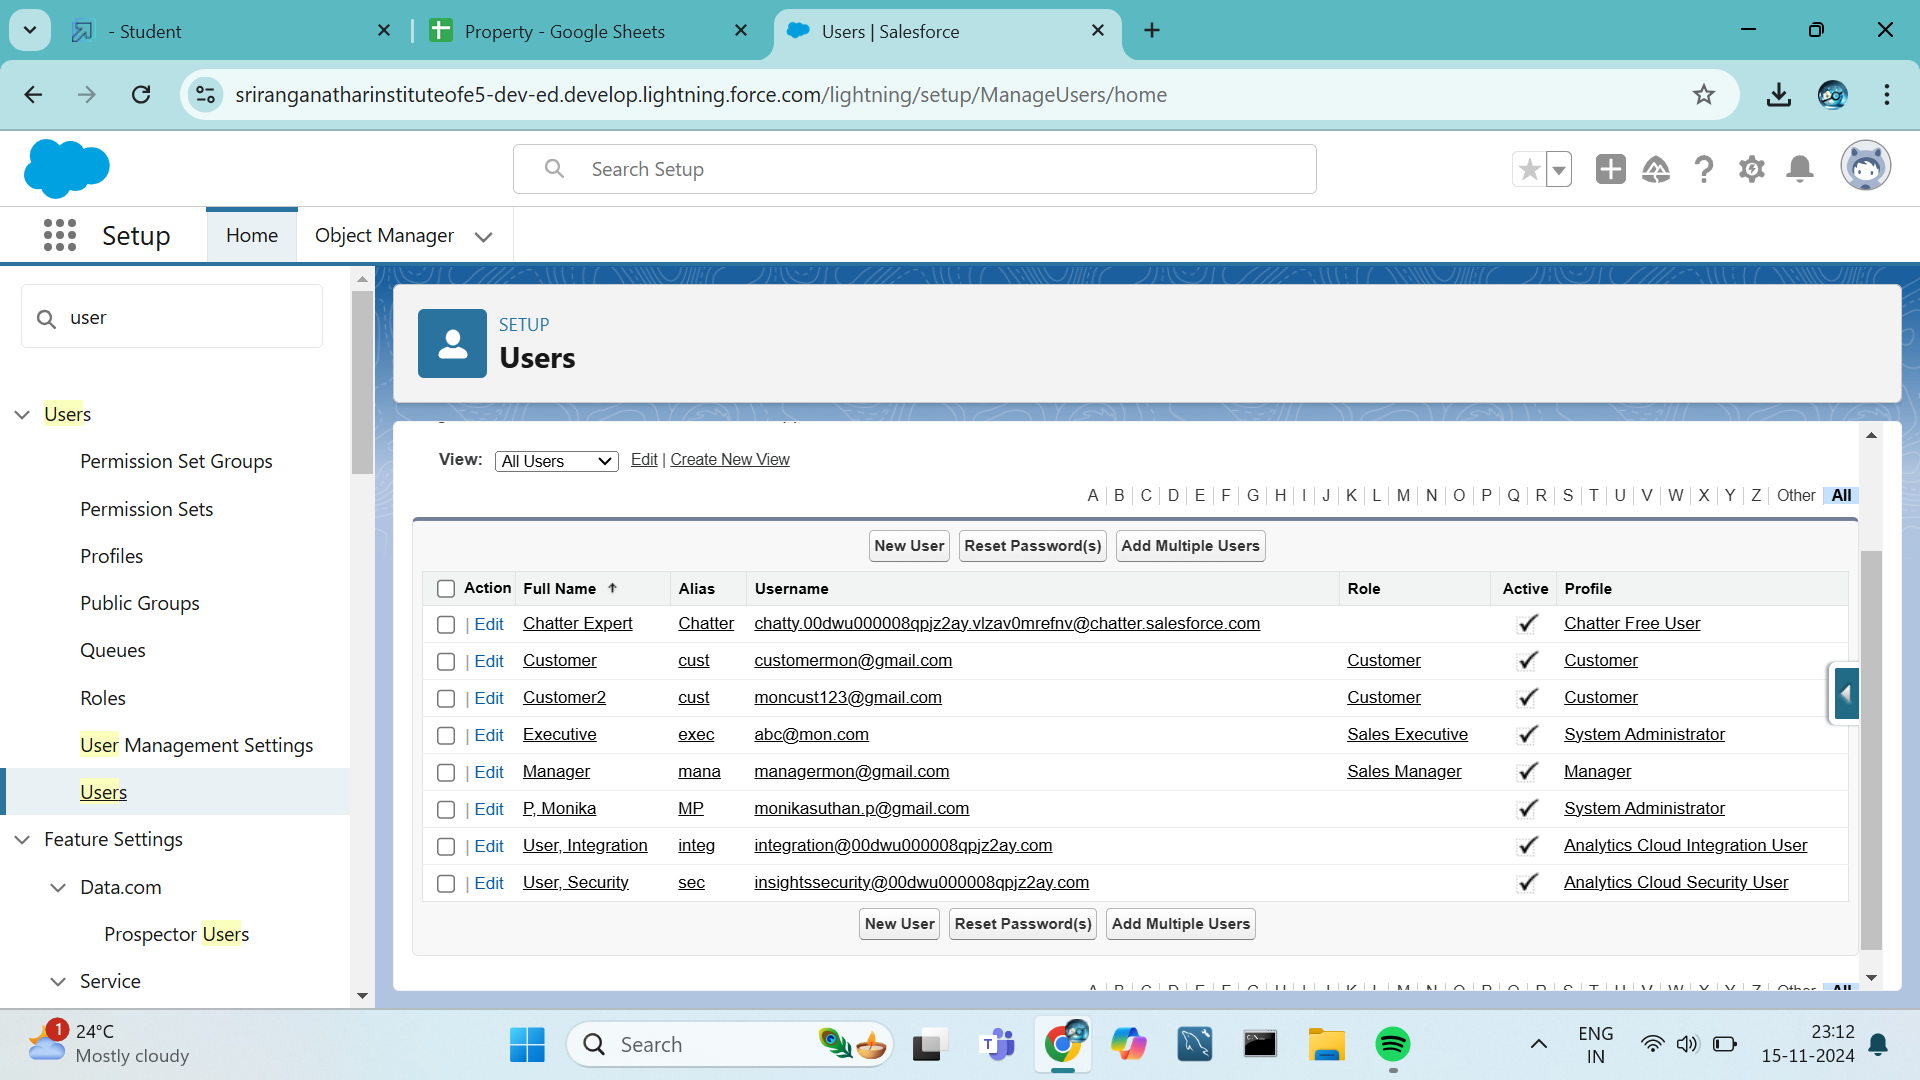 - Student
Property - Google Sheets
Users | Salesforce
sriranganatharinstituteofe5-dev-ed.develop.lightning.force.com/lightning/setup/ManageUsers/home
Search Setup
Setup
Home
Object Manager
user
Users
Permission Set Groups
Permission Sets
Profiles
Public Groups
Queues
Roles
User Management Settings
Users
Feature Settings
Data.com
Prospector Users
Service
SETUP
Users
View: All Users Edit | Create New View
A | B | C | D | E | F | G | H | I | J | K | L | M | N | O | P | Q | R | S | T | U | V | W | X | Y | Z | Other | All
New User Reset Password(s) Add Multiple Users
Action Full Name ↑ Alias Username Role Active Profile
| Edit Chatter Expert Chatter chatty.00dwu000008qpjz2ay.vlzav0mrefnv@chatter.salesforce.com Chatter Free User
| Edit Customer cust customermon@gmail.com Customer Customer
| Edit Customer2 cust moncust123@gmail.com Customer Customer
| Edit Executive exec abc@mon.com Sales Executive System Administrator
| Edit Manager mana managermon@gmail.com Sales Manager Manager
| Edit P, Monika MP monikasuthan.p@gmail.com System Administrator
| Edit User, Integration integ integration@00dwu000008qpjz2ay.com Analytics Cloud Integration User
| Edit User, Security sec insightssecurity@00dwu000008qpjz2ay.com Analytics Cloud Security User
New User Reset Password(s) Add Multiple Users
A | B | C | D | E | F | G | H | I | J | K | L | M | N | O | P | Q | R | S | T | U | V | W | X | Y | Z | Other | All
1
24°C
Mostly cloudy
Search
ENG
IN
23:12
15-11-2024